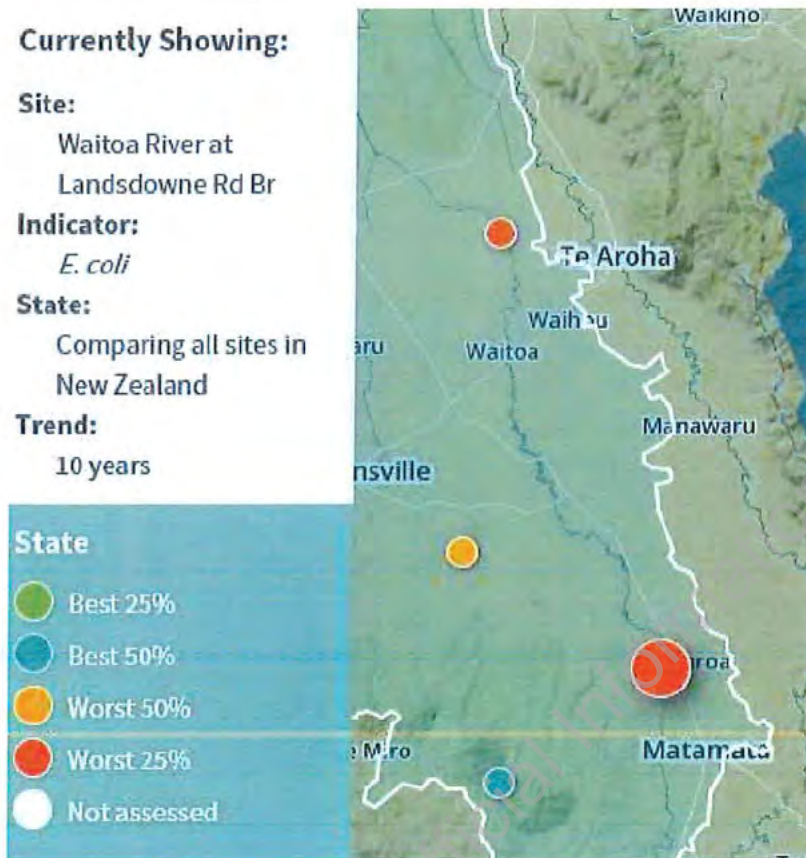 Currently Showing:
Site:
Waitoa River at
Landsdowne Rd Br
Indicator:
E. coli
State:
Comparing all sites in
New Zealand
Trend:
10 years
State
Best 25%
Best 50%
Worst 50%
Worst 25%
Not assessed
Waikino
Te Aroha
Waihou
Waitoa
Manawaru
Matamata